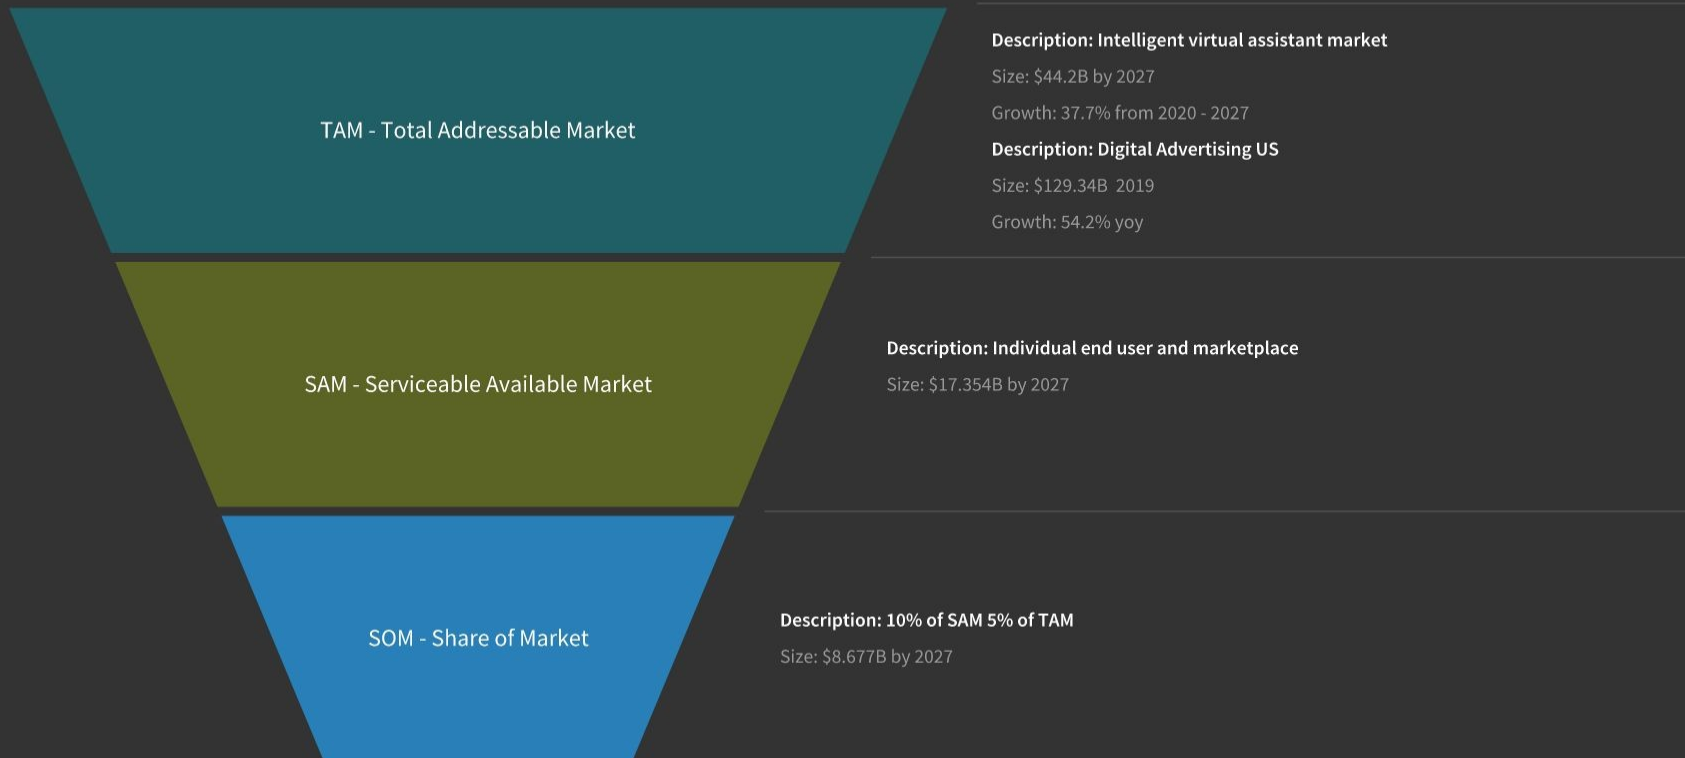 TAM - Total Addressable Market
Description: Intelligent virtual assistant market
Size: $44.2B by 2027
Growth: 37.7% from 2020 - 2027
Description: Digital Advertising US
Size: $129.34B  2019
Growth: 54.2% yoy
SAM - Serviceable Available Market
Description: Individual end user and marketplace
Size: $17.354B by 2027
SOM - Share of Market
Description: 10% of SAM 5% of TAM
Size: $8.677B by 2027